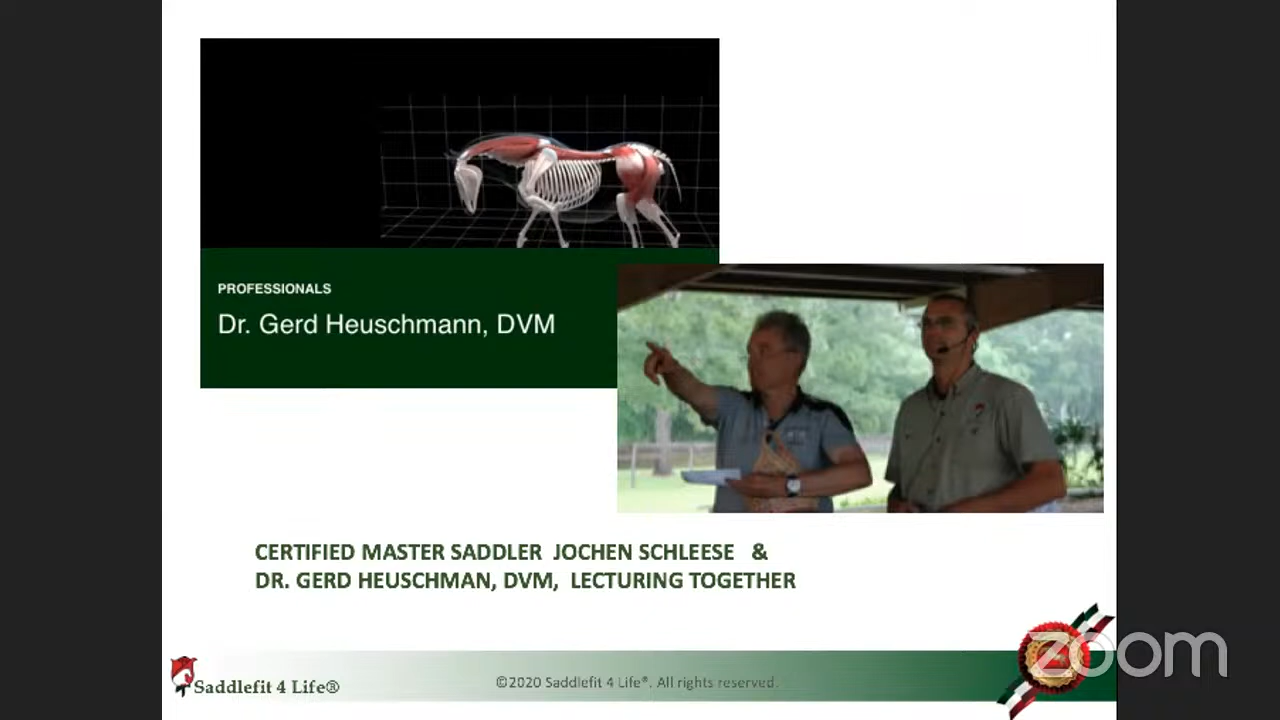 PROFESSIONALS
Dr. Gerd Heuschmann, DVM
CERTIFIED MASTER SADDLER JOCHEN SCHLEESE &
DR. GERD HEUSCHMAN, DVM, LECTURING TOGETHER
Saddlefit 4 Life®
©2020 Saddlefit 4 Life®. All rights reserved.
zoom